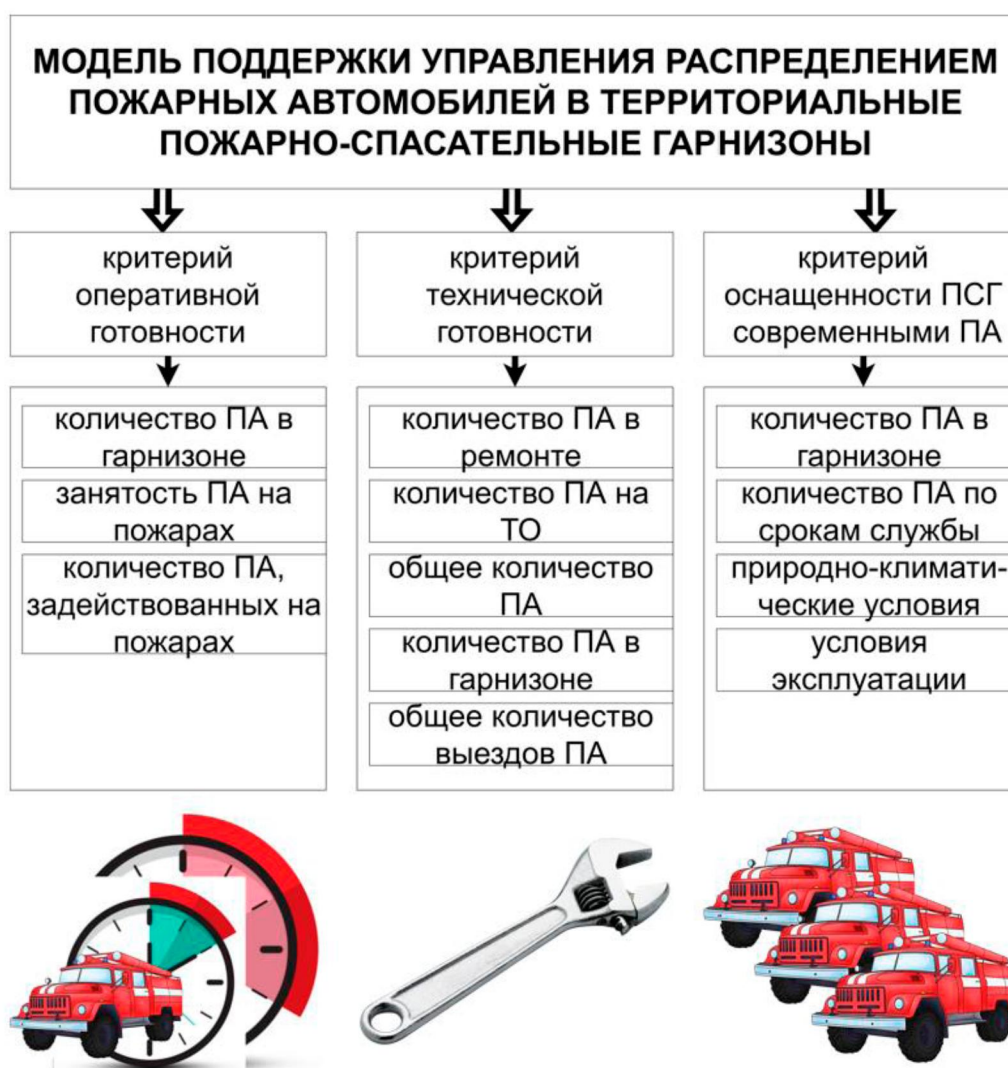 МОДЕЛЬ ПОДДЕРЖКИ УПРАВЛЕНИЯ РАСПРЕДЕЛЕНИЕМ
ПОЖАРНЫХ АВТОМОБИЛЕЙ В ТЕРРИТОРИАЛЬНЫЕ
ПОЖАРНО-СПАСАТЕЛЬНЫЕ ГАРНИЗОНЫ
критерий
оперативной
готовности
количество ПА в
гарнизоне
занятость ПА на
пожарах
количество ПА,
задействованных на
пожарах
критерий
технической
готовности
количество ПА в
ремонте
количество ПА на
ТО
общее количество
ПА
количество ПА в
гарнизоне
общее количество
выездов ПА
критерий
оснащенности ПСГ
современными ПА
количество ПА в
гарнизоне
количество ПА по
срокам службы
природно-климати-
ческие условия
условия
эксплуатации